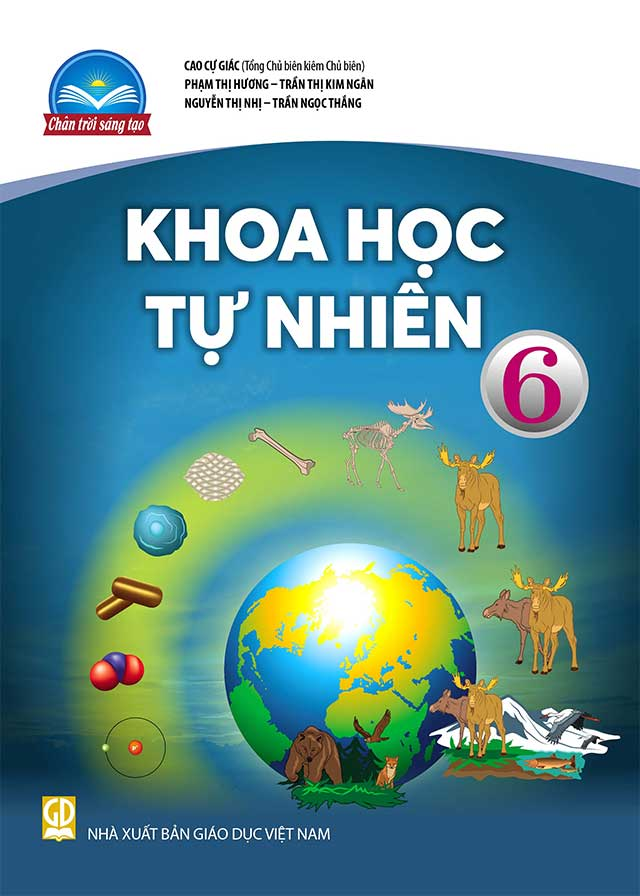 CAO CỰ GIÁC (Tổng Chủ biên kiêm Chủ biên)
PHẠM THỊ HƯƠNG – TRẦN THỊ KIM NGÂN
NGUYỄN THỊ NHỊ – TRẦN NGỌC THẮNG
Chân trời sáng tạo
KHOA HỌC
TỰ NHIÊN
6
GD
NHÀ XUẤT BẢN GIÁO DỤC VIỆT NAM